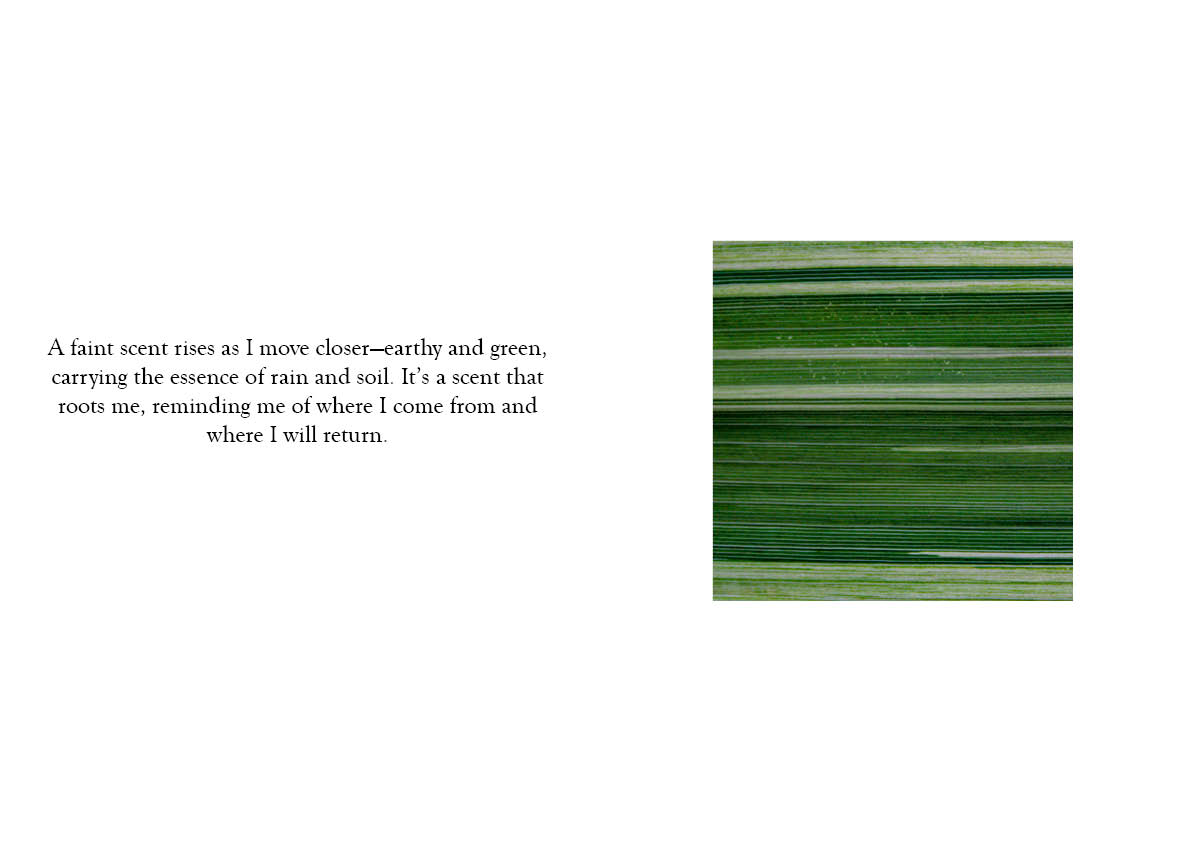 A faint scent rises as I move closer—earthy and green,
carrying the essence of rain and soil. It’s a scent that
roots me, reminding me of where I come from and
where I will return.